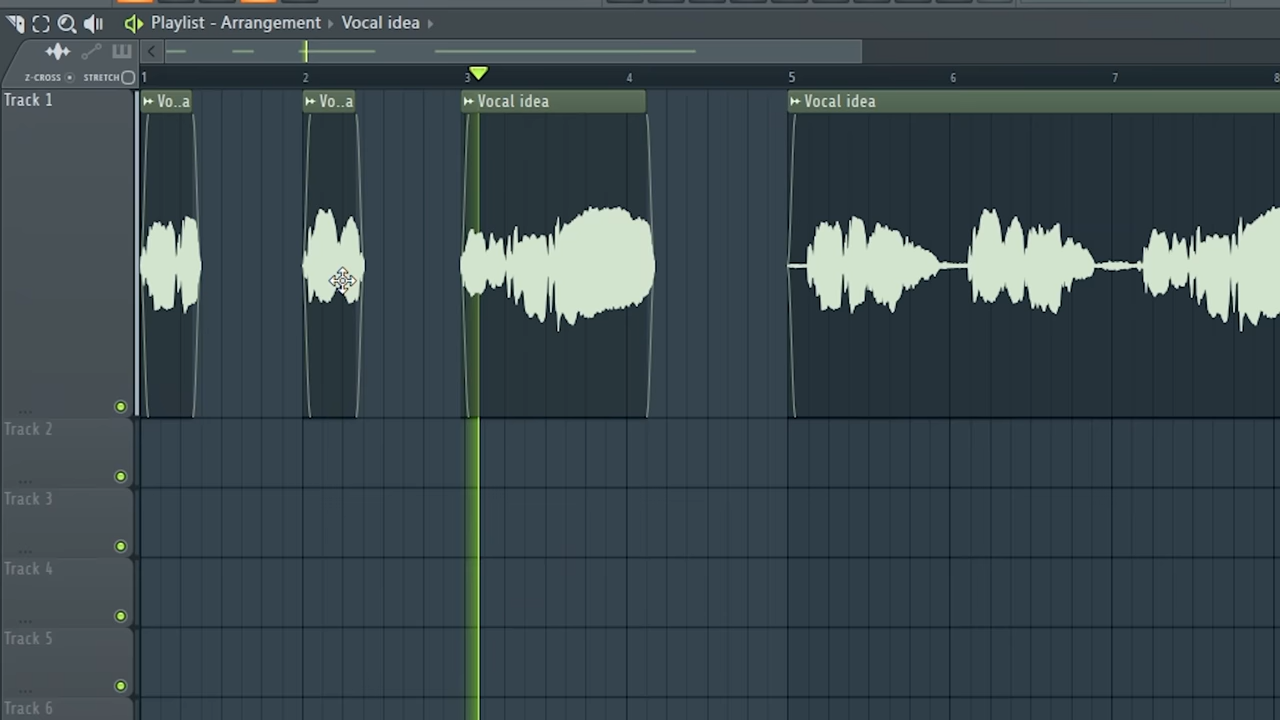 Playlist - Arrangement Vocal idea
Z-CROSS STRETCH
1 2 3 4 5 6 7 8
Track 1 Vo..a Vo..a Vocal idea Vocal idea
...
Track 2
...
Track 3
...
Track 4
...
Track 5
...
Track 6